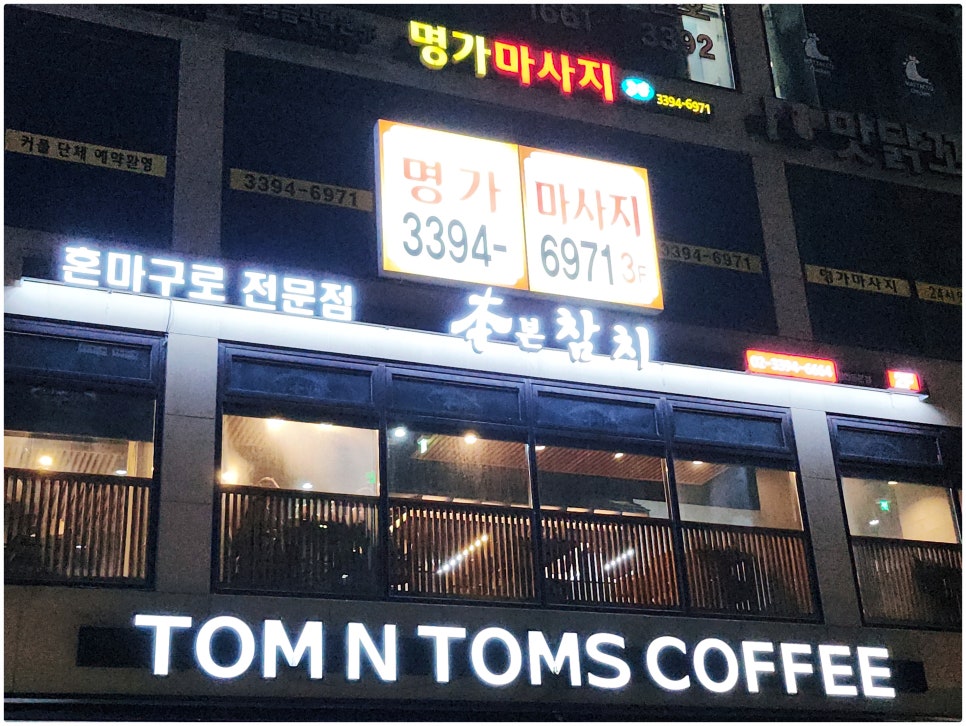 1661
3392
명가마사지 3394-6971
커플 단체 예약환영
3394-6971
명가 마사지
3394-6971 3F
3394-6971
명가마사지
혼마구로 전문점
本본참치
TOM N TOMS COFFEE